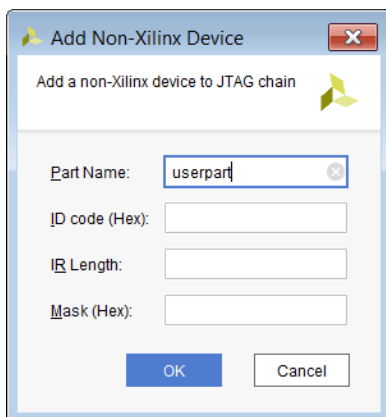 Add Non-Xilinx Device
Add a non-Xilinx device to JTAG chain
Part Name: userpart
ID code (Hex):
IR Length:
Mask (Hex):
OK Cancel